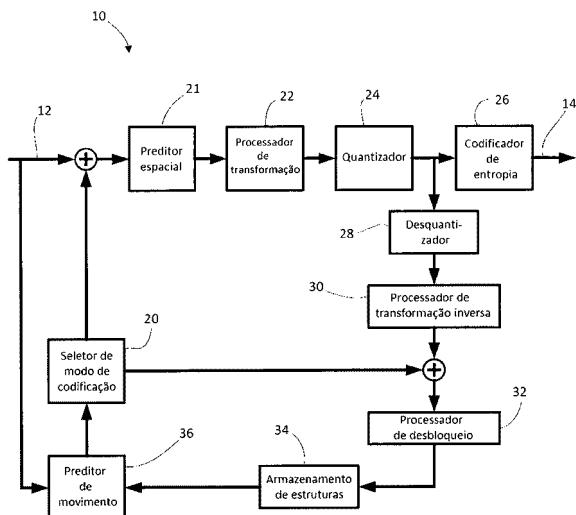 10
21
22
24
26
12
14
Preditor
espacial
Processador
de
transformação
Quantizador
Codificador
de
entropia
28
Desquanti-
zador
30
Processador de
transformação inversa
20
Seletor de
modo de
codificação
32
Processador
de desbloqueio
34
Armazenamento
de estruturas
36
Preditor
de
movimento